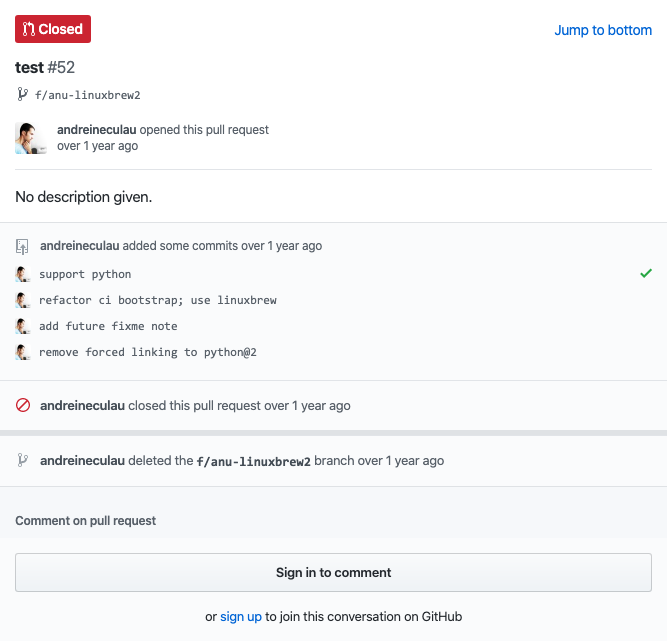 Closed
Jump to bottom
test #52
f/anu-linuxbrew2
andreineculau opened this pull request
over 1 year ago
No description given.
andreineculau added some commits over 1 year ago
support python
refactor ci bootstrap; use linuxbrew
add future fixme note
remove forced linking to python@2
andreineculau closed this pull request over 1 year ago
andreineculau deleted the f/anu-linuxbrew2 branch over 1 year ago
Comment on pull request
Sign in to comment
or sign up to join this conversation on GitHub